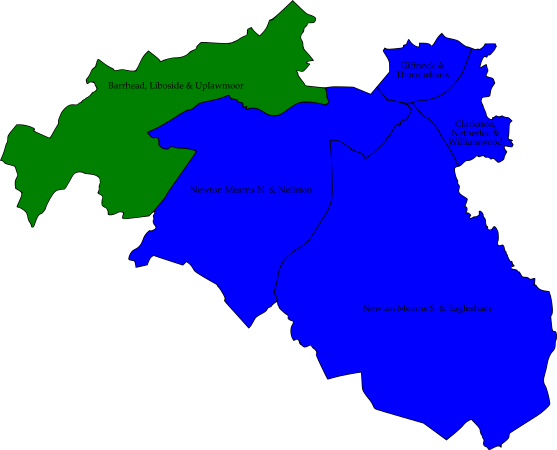 Giffnock &
Thornliebank
Barrhead, Liboside & Uplawmoor
Clarkston,
Netherlee &
Williamwood
Newton Mearns N. & Neilston
Newton Mearns S. & Eaglesham